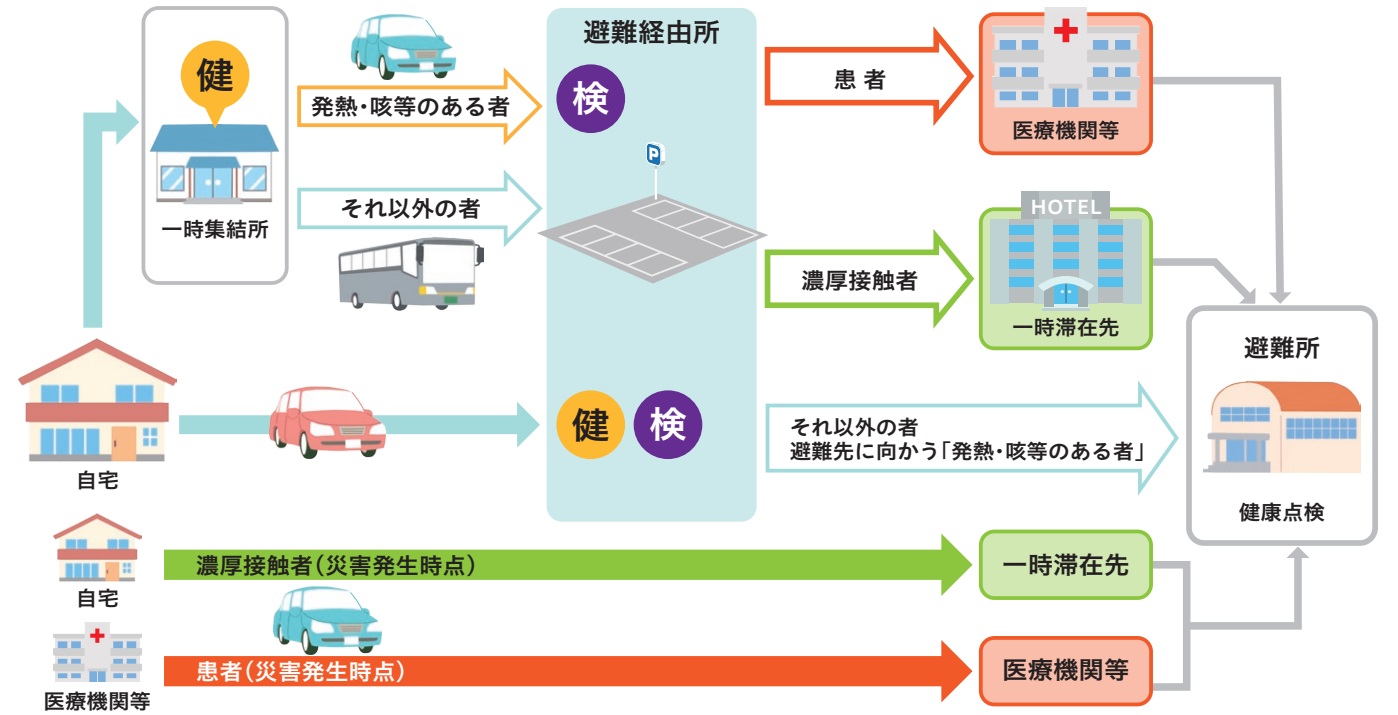 健
一時集結所
発熱・咳等のある者
それ以外の者
避難経由所
検
P
健
検
患者
医療機関等
濃厚接触者
HOTEL
一時滞在先
それ以外の者
避難先に向かう「発熱・咳等のある者」
避難所
健康点検
自宅
自宅
濃厚接触者(災害発生時点)
一時滞在先
医療機関等
患者(災害発生時点)
医療機関等